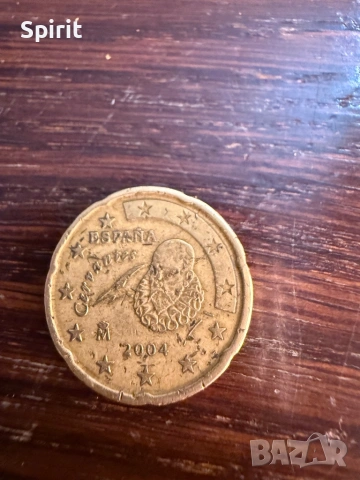 Spirit
ESPAÑA
Cervantes
M
2004
BAZAR